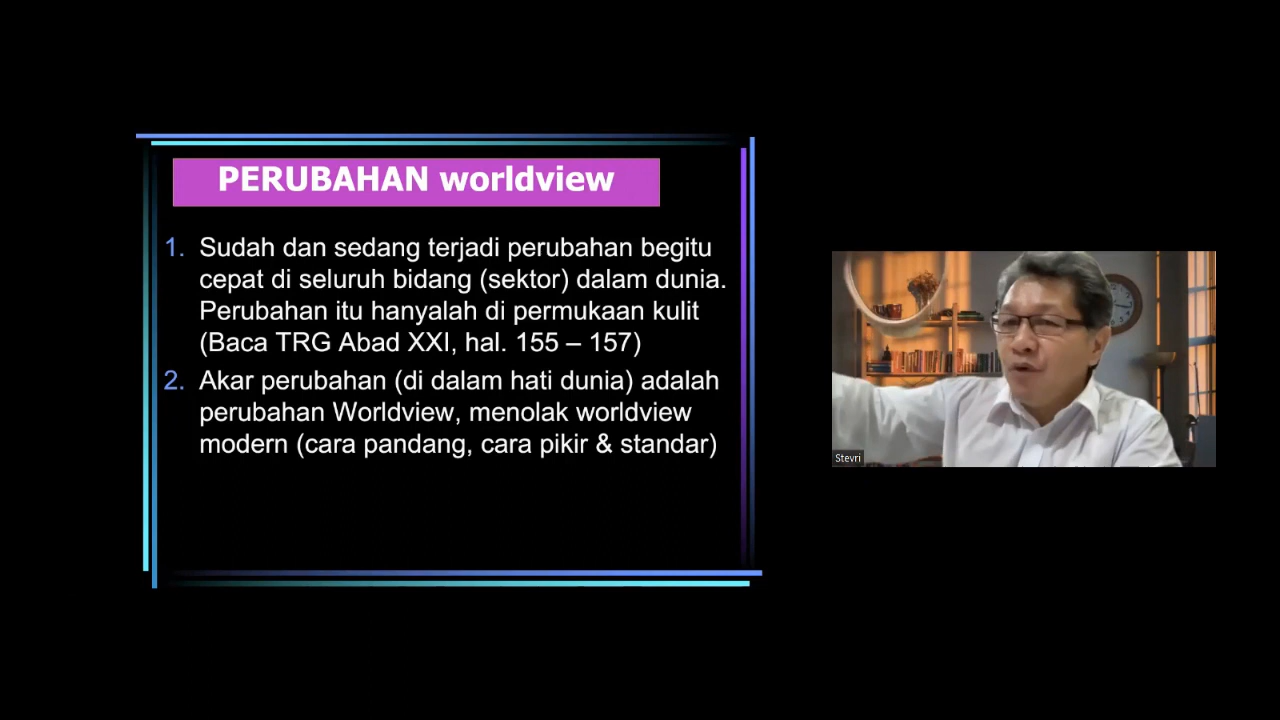 PERUBAHAN worldview
1. Sudah dan sedang terjadi perubahan begitu
cepat di seluruh bidang (sektor) dalam dunia.
Perubahan itu hanyalah di permukaan kulit
(Baca TRG Abad XXI, hal. 155 – 157)
2. Akar perubahan (di dalam hati dunia) adalah
perubahan Worldview, menolak worldview
modern (cara pandang, cara pikir & standar)
Stevri